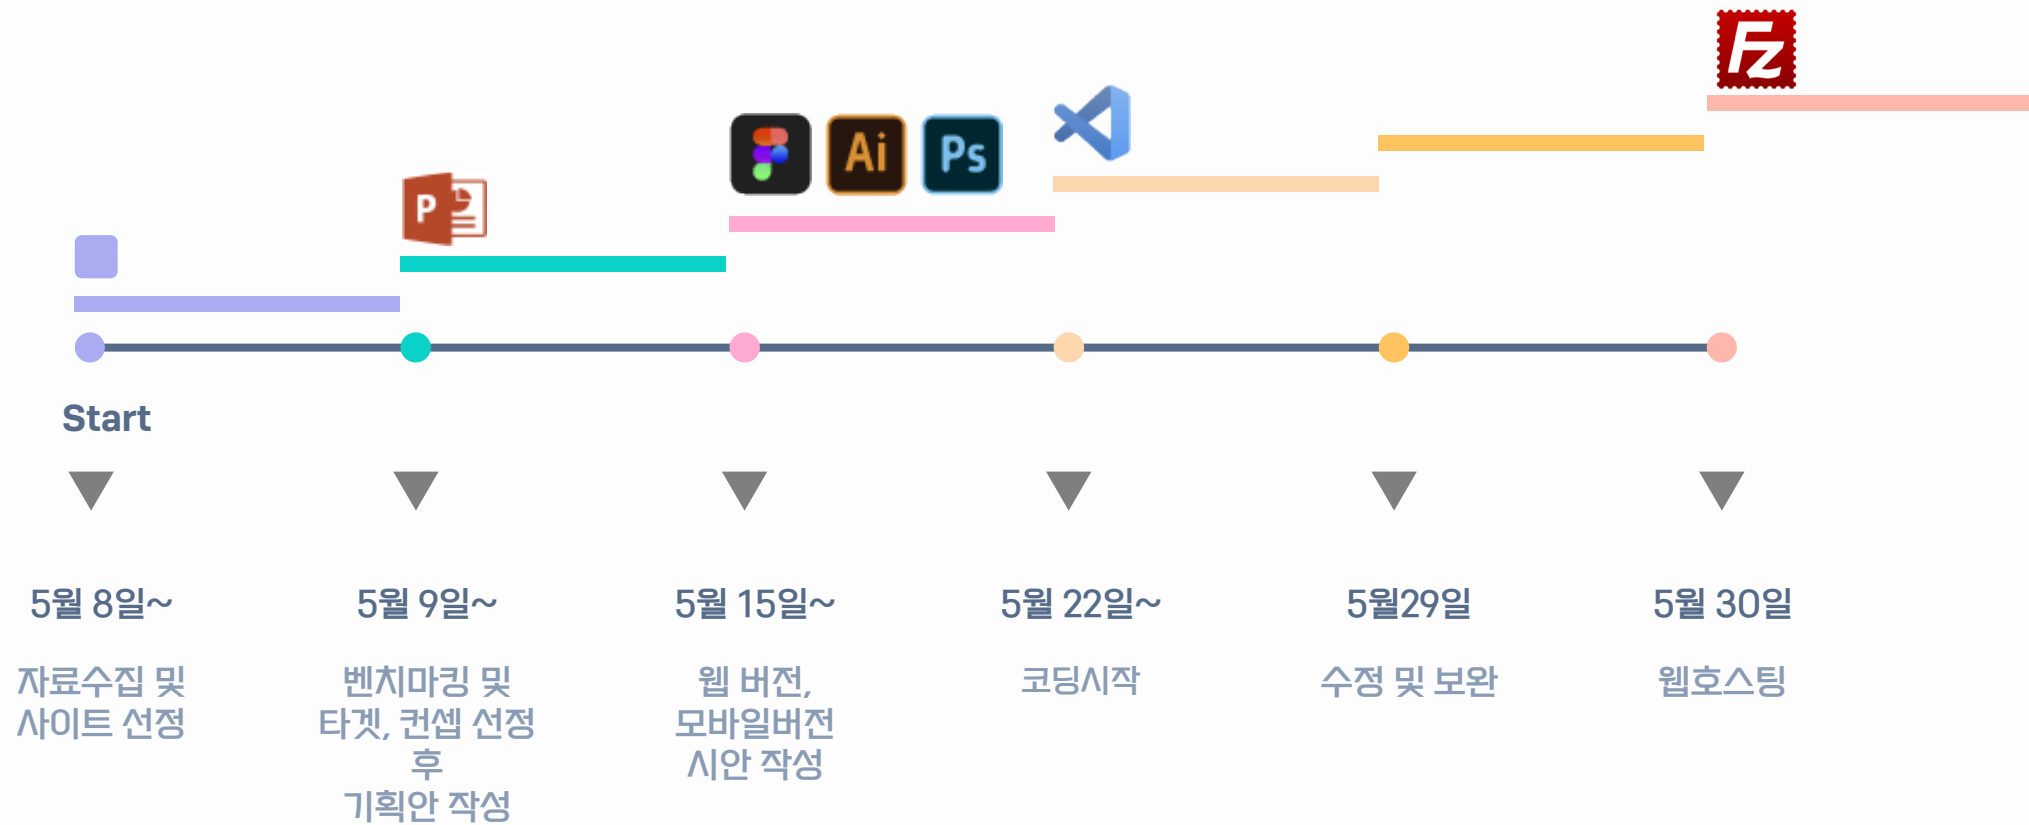 Fz
Ai
Ps
P
Start
5월 8일~
5월 9일~
5월 15일~
5월 22일~
5월29일
5월 30일
자료수집 및
사이트 선정
벤치마킹 및
타겟, 컨셉 선정
후
기획안 작성
웹 버전,
모바일버전
시안 작성
코딩시작
수정 및 보완
웹호스팅